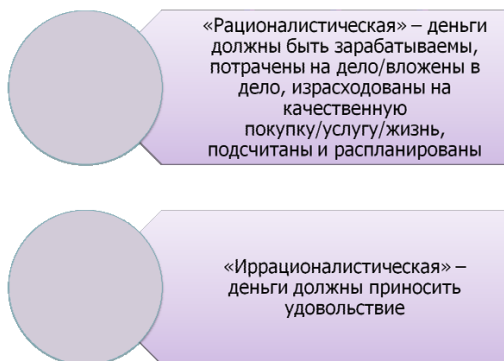 «Рационалистическая» – деньги
должны быть зарабатываемы,
потрачены на дело/вложены в
дело, израсходованы на
качественную
покупку/услугу/жизнь,
подсчитаны и распланированы
«Иррационалистическая» –
деньги должны приносить
удовольствие